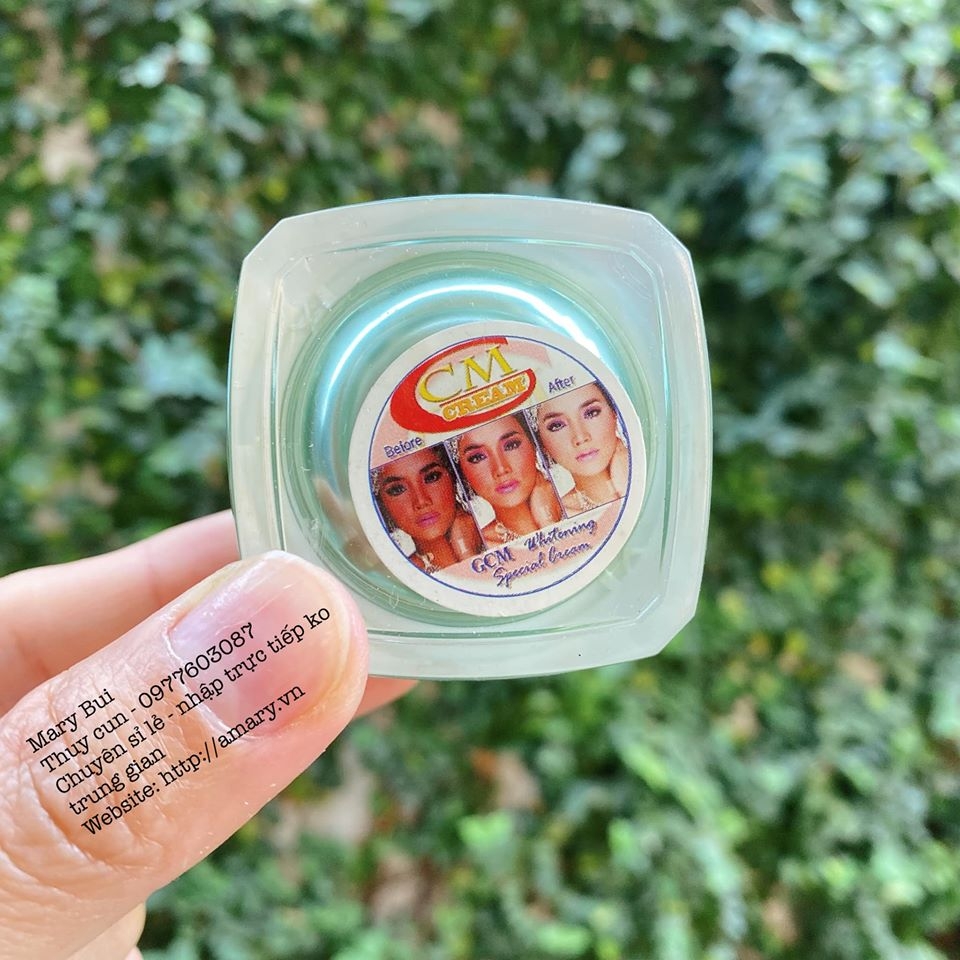 CM
CREAM
Before
After
GCM Whitening
Special Cream
Mary Bui
Thuy cun - 0977603087
Chuyên sỉ lẻ - nhập trực tiếp ko
trung gian
Website: http://amary.vn